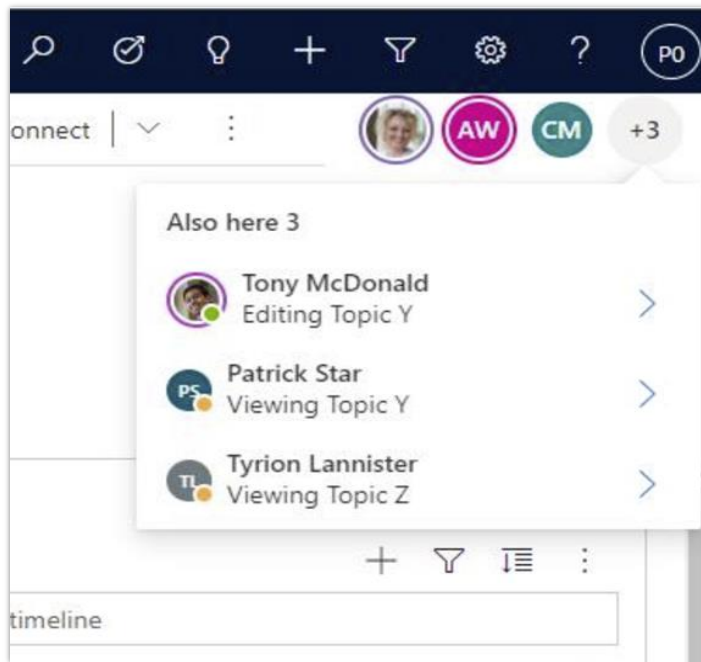 P0
onnect
AW CM +3
Also here 3
Tony McDonald
Editing Topic Y
PS
Patrick Star
Viewing Topic Y
TL
Tyrion Lannister
Viewing Topic Z
timeline